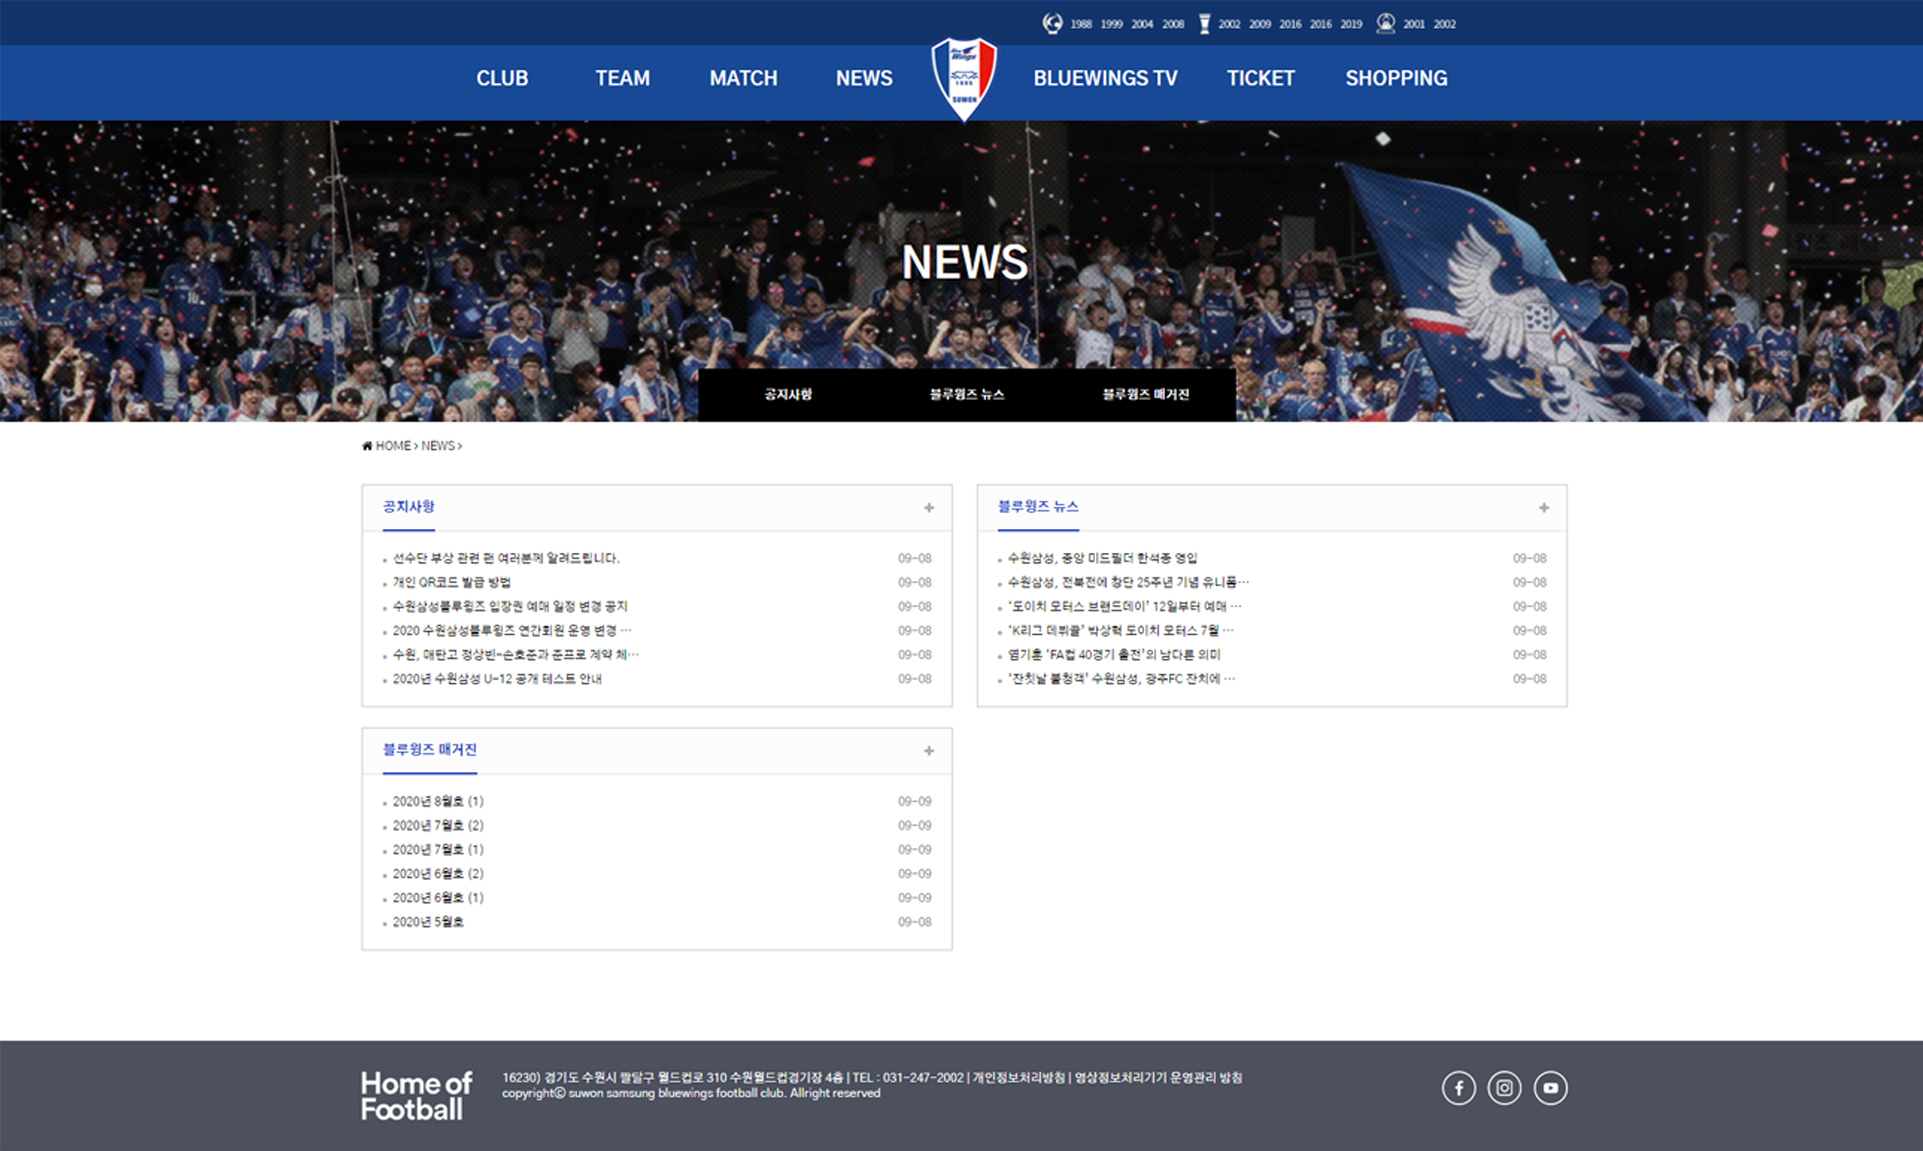 1988 1999 2004 2008 2002 2009 2016 2016 2019 2001 2002
CLUB TEAM MATCH NEWS BLUEWINGS TV TICKET SHOPPING
Blue
Wings
1995
SUWON
NEWS
공지사항 블루윙즈 뉴스 블루윙즈 매거진
HOME > NEWS >
공지사항 +
선수단 부상 관련 팬 여러분께 알려드립니다. 09-08
개인 QR코드 발급 방법 09-08
수원삼성블루윙즈 입장권 예매 일정 변경 공지 09-08
2020 수원삼성블루윙즈 연간회원 운영 변경 … 09-08
수원, 매탄고 정상빈-손호준과 준프로 계약 체… 09-08
2020년 수원삼성 U-12 공개 테스트 안내 09-08
블루윙즈 뉴스 +
수원삼성, 중앙 미드필더 한석종 영입 09-08
수원삼성, 전북전에 창단 25주년 기념 유니폼… 09-08
‘도이치 모터스 브랜드데이’ 12일부터 예매 … 09-08
‘K리그 데뷔골’ 박상혁 도이치 모터스 7월 … 09-08
염기훈 ‘FA컵 40경기 출전’의 남다른 의미 09-08
‘잔칫날 불청객’ 수원삼성, 광주FC 잔치에 … 09-08
블루윙즈 매거진 +
2020년 8월호 (1) 09-09
2020년 7월호 (2) 09-09
2020년 7월호 (1) 09-09
2020년 6월호 (2) 09-09
2020년 6월호 (1) 09-09
2020년 5월호 09-08
Home of
Football
16230) 경기도 수원시 팔달구 월드컵로 310 수원월드컵경기장 4층 | TEL : 031-247-2002 | 개인정보처리방침 | 영상정보처리기기 운영관리 방침
copyrightⓒ suwon samsung bluewings football club. Allright reserved